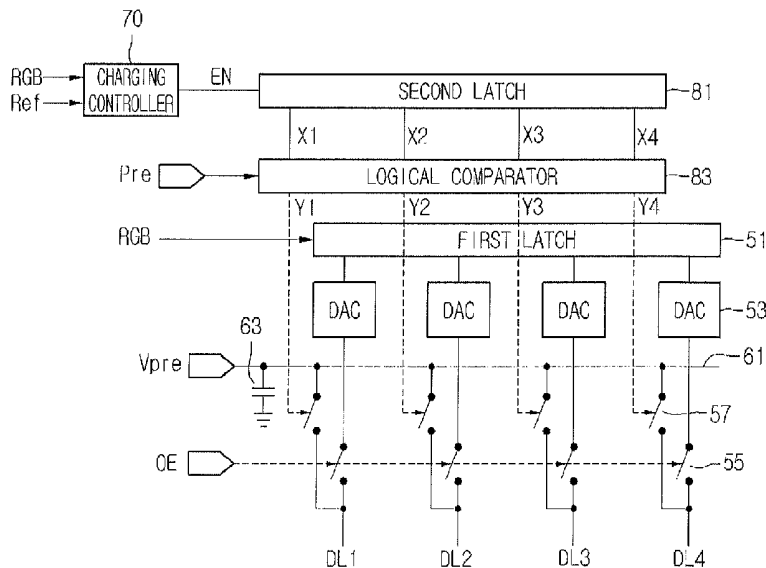 70
RGB
Ref
CHARGING
CONTROLLER
EN
SECOND LATCH
81
X1 X2 X3 X4
Pre
LOGICAL COMPARATOR
83
Y1 Y2 Y3 Y4
RGB
FIRST LATCH
51
DAC DAC DAC DAC
53
63
Vpre
61
57
OE
55
DL1 DL2 DL3 DL4